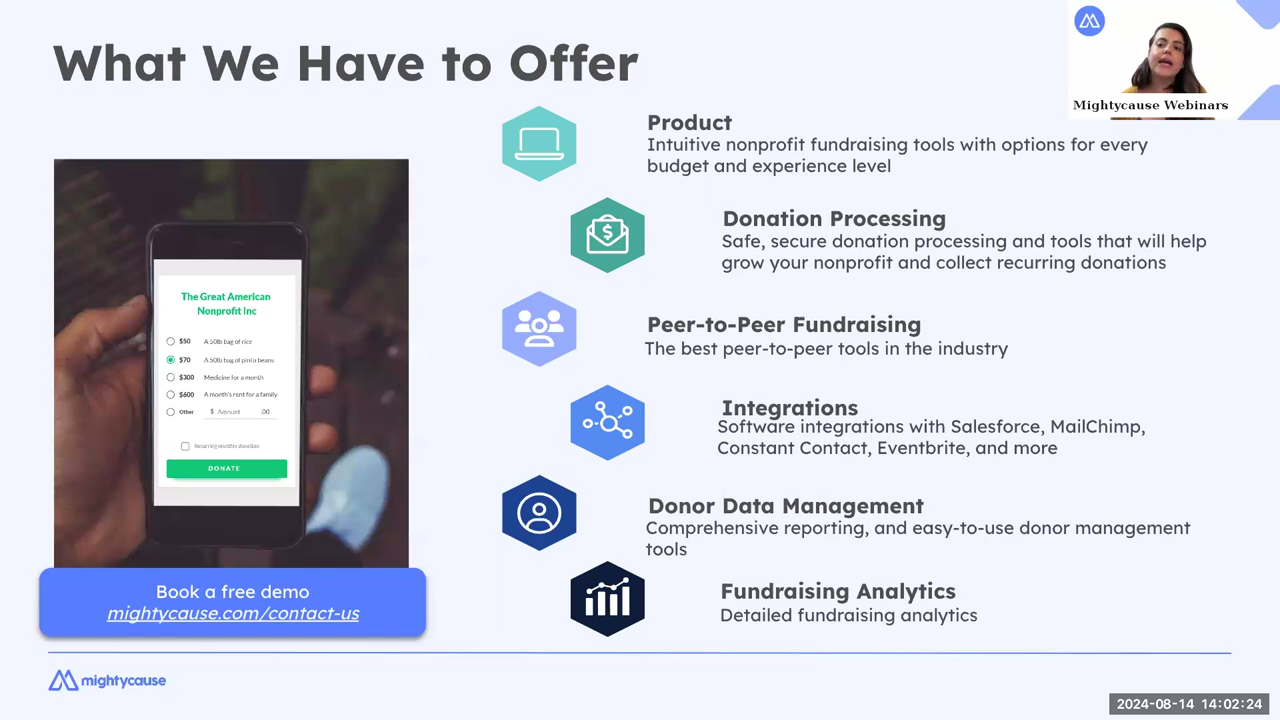 What We Have to Offer
Mightycause Webinars
Product
Intuitive nonprofit fundraising tools with options for every
budget and experience level
Donation Processing
Safe, secure donation processing and tools that will help
grow your nonprofit and collect recurring donations
Peer-to-Peer Fundraising
The best peer-to-peer tools in the industry
Integrations
Software integrations with Salesforce, MailChimp,
Constant Contact, Eventbrite, and more
Donor Data Management
Comprehensive reporting, and easy-to-use donor management
tools
Fundraising Analytics
Detailed fundraising analytics
The Great American
Nonprofit Inc
$50 A 50lb bag of rice
$70 A 50lb bag of pinto beans
$300 Medicine for a month
$600 A month's rent for a family
Other $ Amount .00
Recurring monthly donation
DONATE
Book a free demo
mightycause.com/contact-us
mightycause
2024-08-14 14:02:24